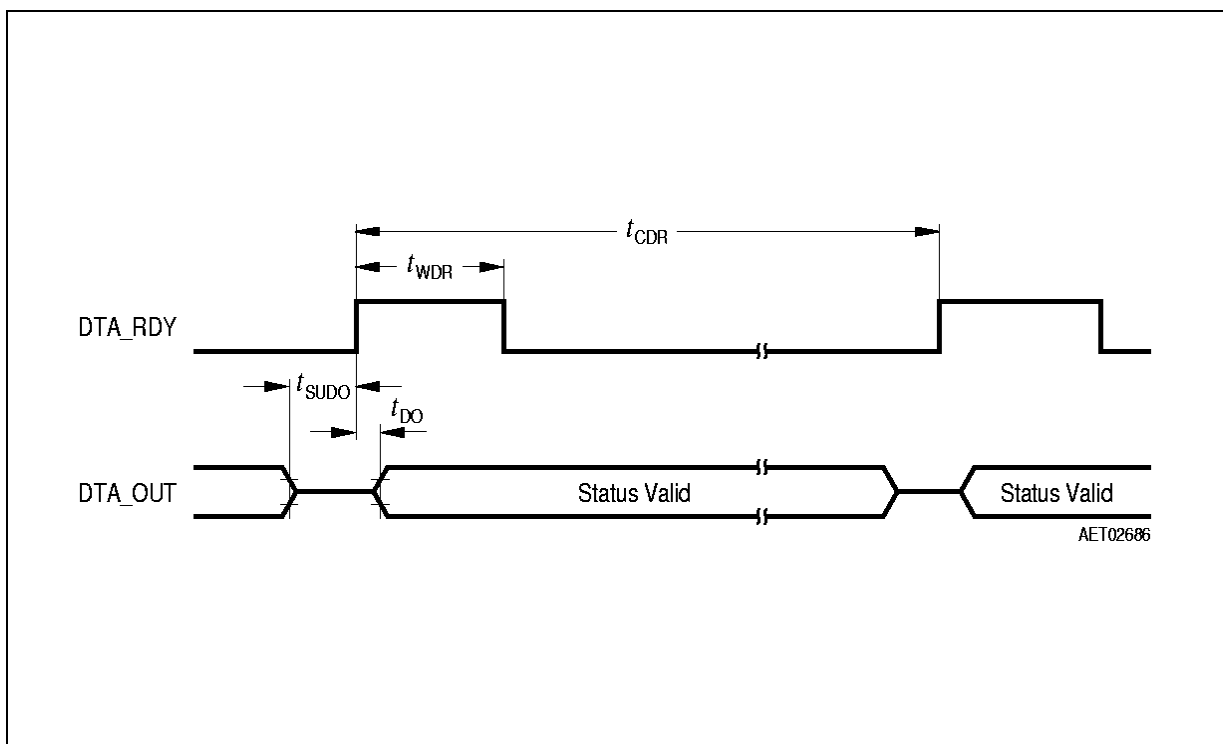 tCDR
tWDR
DTA_RDY
tSUDO
tDO
DTA_OUT
Status Valid
Status Valid
AET02686